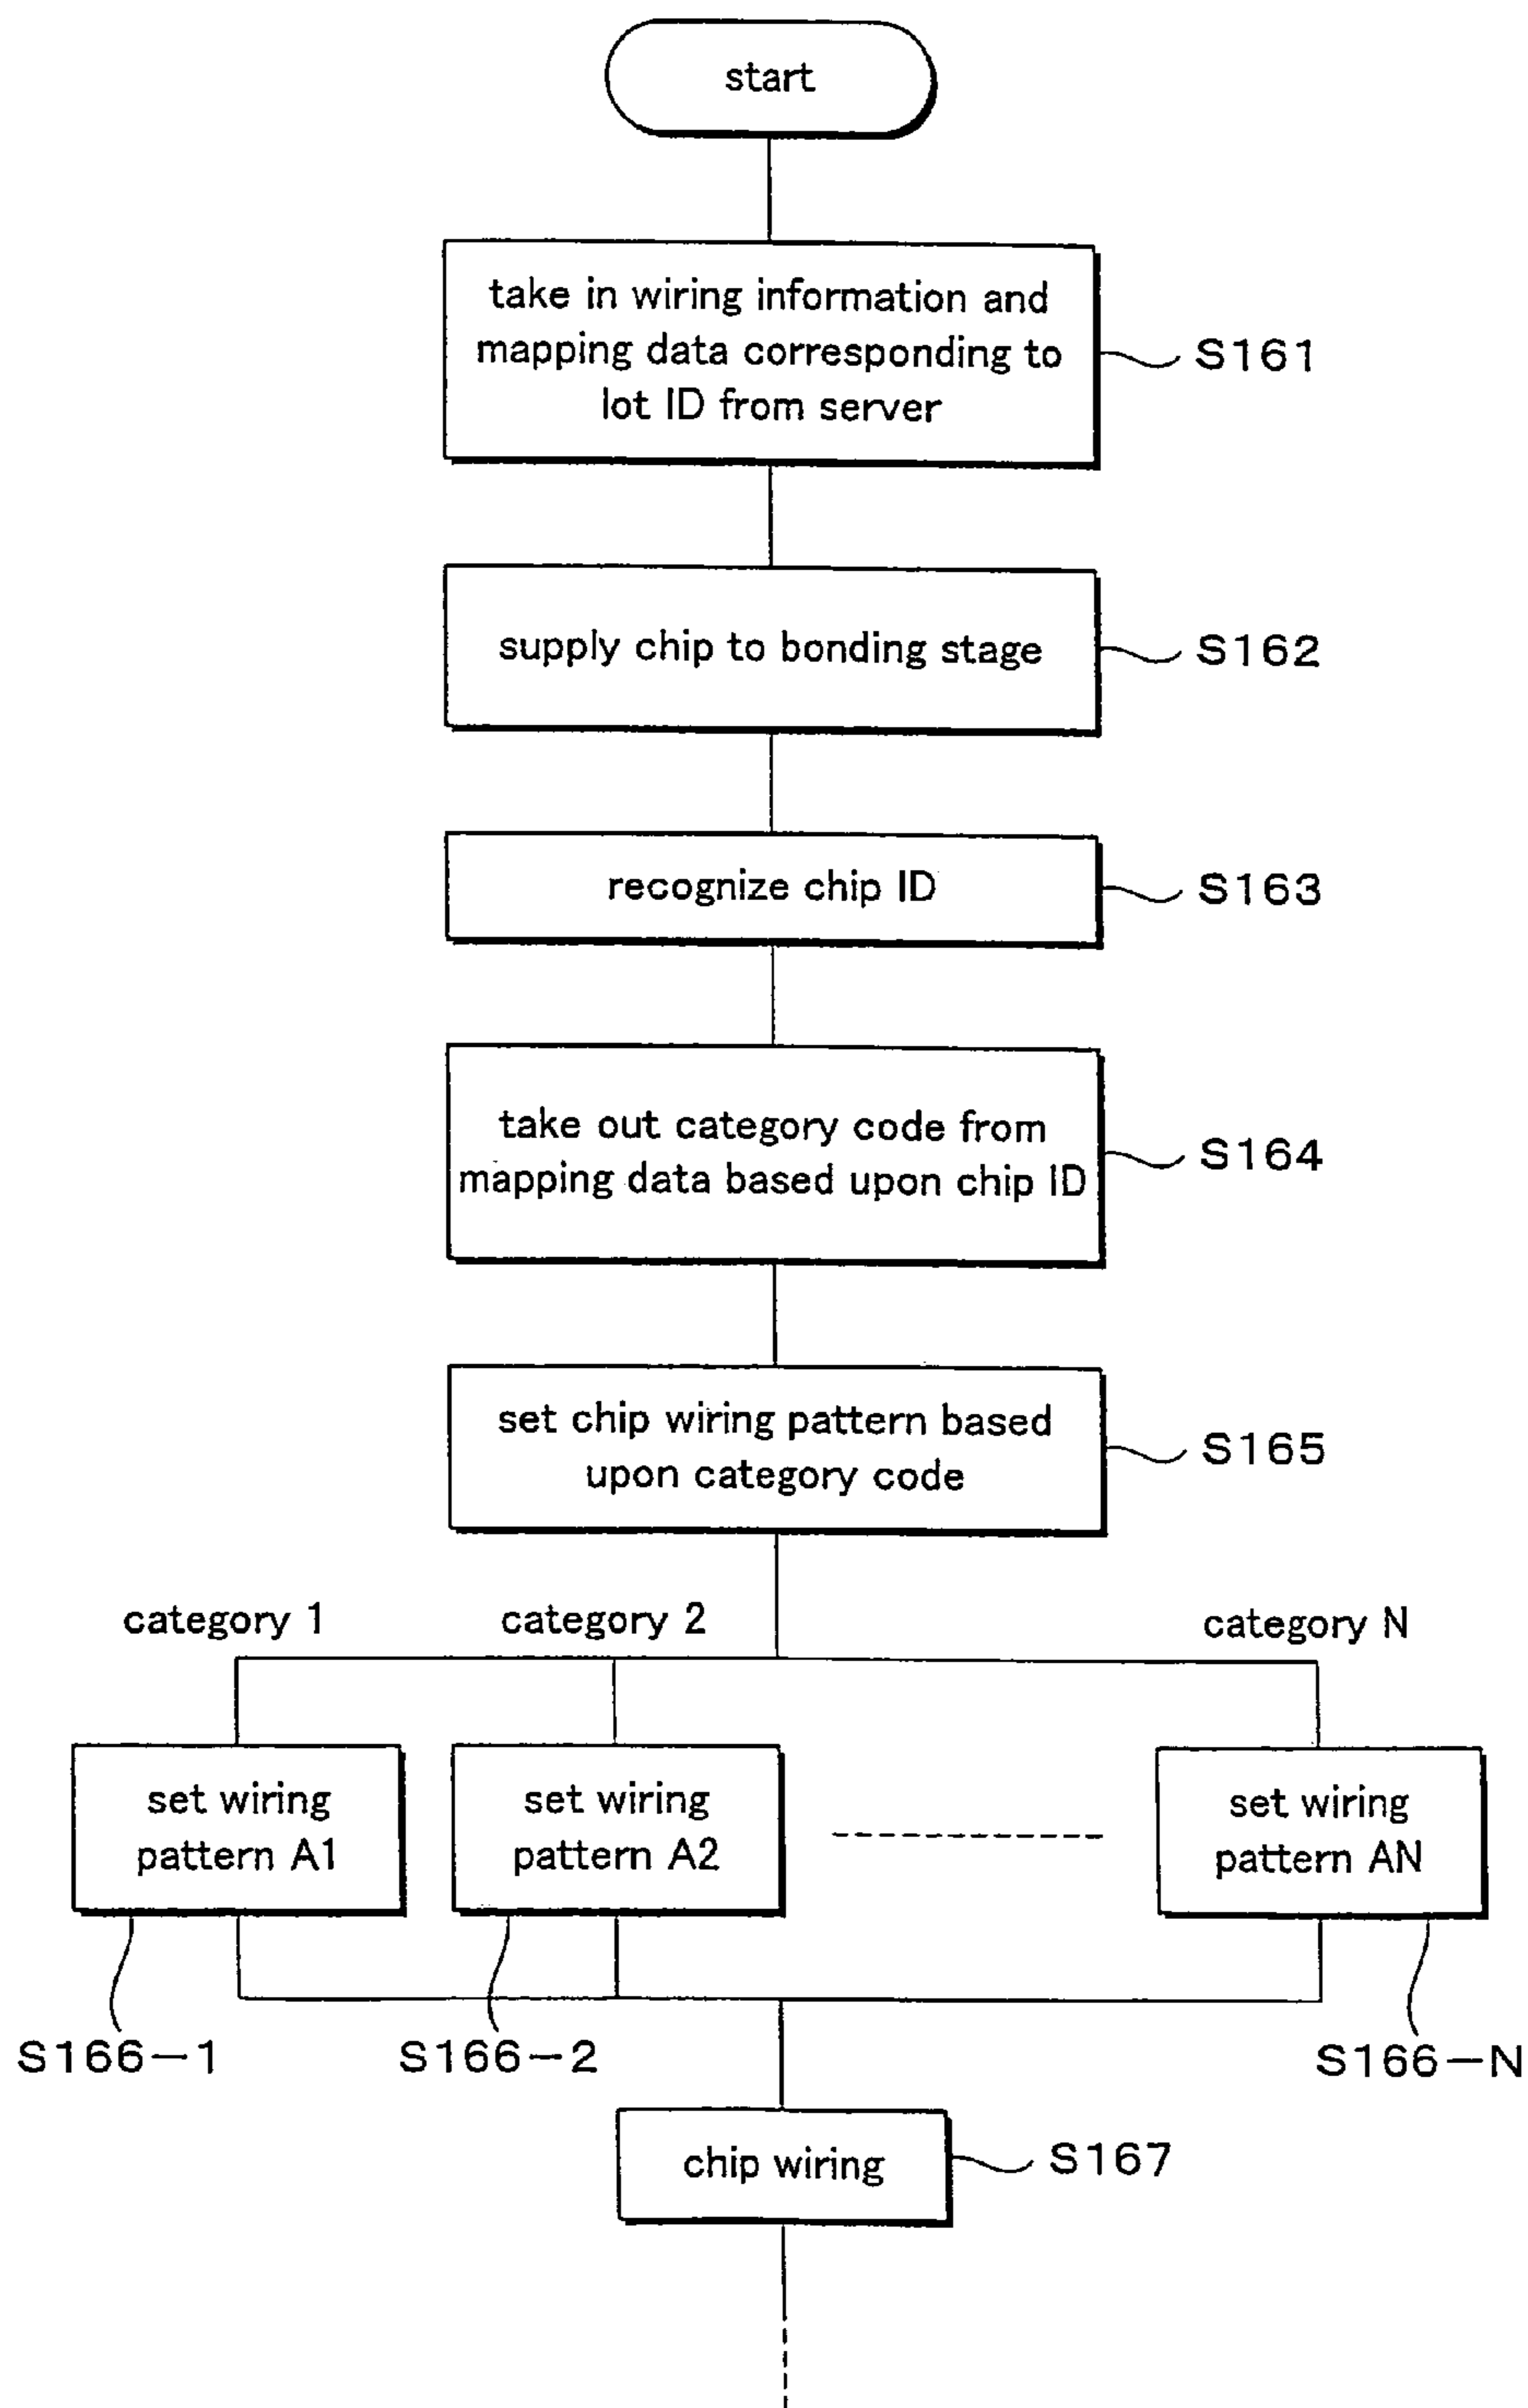 start
take in wiring information and
mapping data corresponding to
lot ID from server
S161
supply chip to bonding stage
S162
recognize chip ID
S163
take out category code from
mapping data based upon chip ID
S164
set chip wiring pattern based
upon category code
S165
category 1
category 2
category N
set wiring
pattern A1
set wiring
pattern A2
set wiring
pattern AN
S166-1
S166-2
S166-N
chip wiring
S167